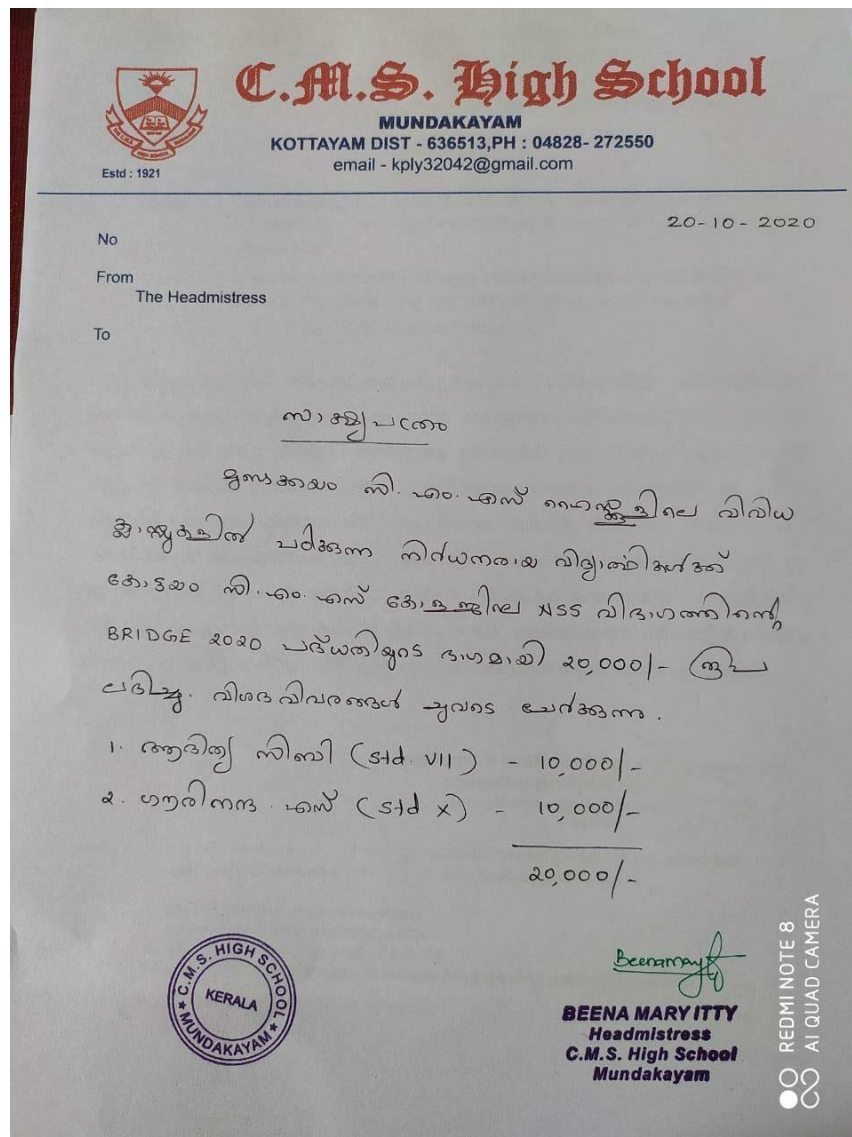 C.M.S. High School
MUNDAKAYAM
KOTTAYAM DIST - 636513,PH : 04828- 272550
email - kply32042@gmail.com
Estd : 1921
20-10-2020
No
From
The Headmistress
To
സാക്ഷ്യപത്രം
മുണ്ടക്കയം സി.എം.എസ് ഹൈസ്കൂളിലെ വിവിധ
ക്ലാസ്സുകളിൽ പഠിക്കുന്ന നിർധനരായ വിദ്യാർത്ഥികൾക്ക്
കോട്ടയം സി.എം.എസ് കോളേജിലെ NSS വിഭാഗത്തിന്റെ
BRIDGE 2020 പദ്ധതിയുടെ ഭാഗമായി 20,000/- രൂപ
ലഭിച്ചു. വിശദവിവരങ്ങൾ ചുവടെ ചേർക്കുന്നു.
1. ആദിത്യ സിബി (Std. VII) - 10,000/-
2. ഗൗരിനന്ദ എസ് (Std X) - 10,000/-
20,000/-
C.M.S. HIGH SCHOOL
KERALA
MUNDAKAYAM
Beenamary
BEENA MARY ITTY
Headmistress
C.M.S. High School
Mundakayam
REDMI NOTE 8
AI QUAD CAMERA